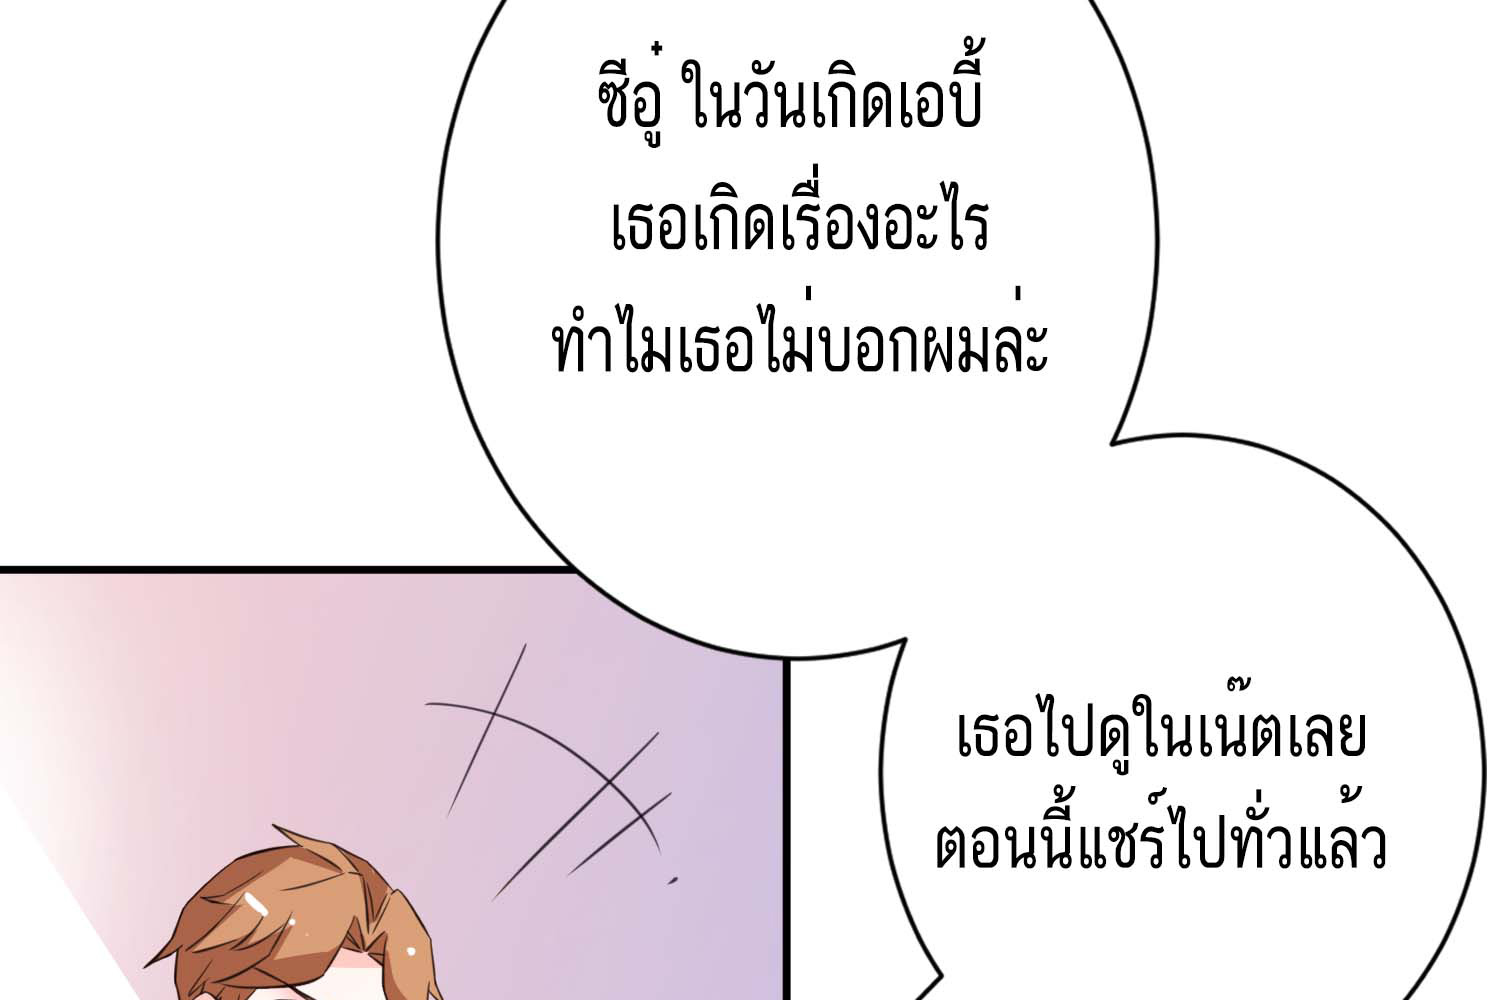 ซีอู๋ ในวันเกิดเอบี้
เธอเกิดเรื่องอะไร
ทำไมเธอไม่บอกผมล่ะ
เธอไปดูในเน๊ตเลย
ตอนนี้แชร์ไปทั่วแล้ว